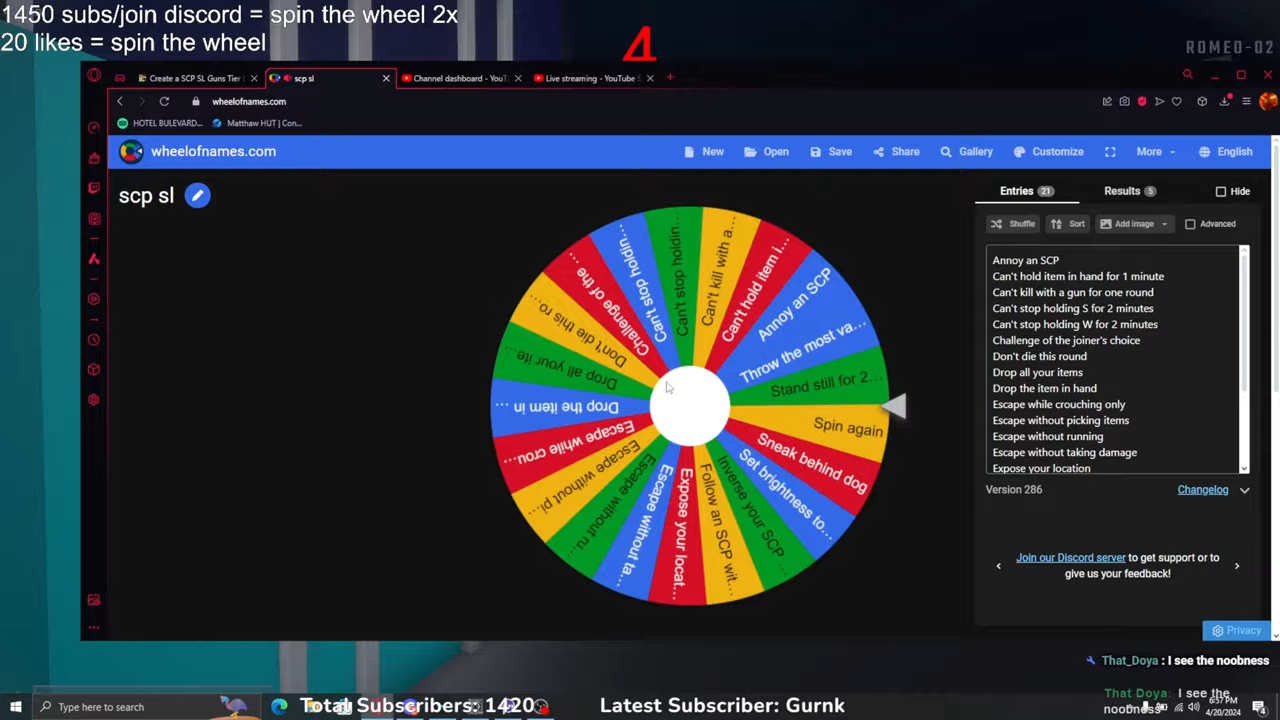 1450 subs/join discord = spin the wheel 2x
20 likes = spin the wheel
4
ROMEO-02
Create a SCP SL Guns Tier L
scp sl
Channel dashboard - YouT
Live streaming - YouTube S
wheelofnames.com
HOTEL BULEVARD...
Matthaw HUT | Con...
wheelofnames.com
New
Open
Save
Share
Gallery
Customize
More
English
scp sl
Entries 21
Results 5
Hide
Shuffle
Sort
Add image
Advanced
Annoy an SCP
Can't hold item in hand for 1 minute
Can't kill with a gun for one round
Can't stop holding S for 2 minutes
Can't stop holding W for 2 minutes
Challenge of the joiner's choice
Don't die this round
Drop all your items
Drop the item in hand
Escape while crouching only
Escape without picking items
Escape without running
Escape without taking damage
Expose your location
Version 286
Changelog
Join our Discord server to get support or to
give us your feedback!
Privacy
Annoy an SCP
Throw the most va...
Stand still for 2...
Spin again
Sneak behind dog
Set brightness to...
Inverse your SCP ...
Follow an SCP wit...
Expose your locat...
Escape without ta...
Escape without ru...
Escape without pi...
Escape while crou...
Drop the item in ...
Drop all your ite...
Don't die this ro...
Challenge of the ...
Can't stop holdin...
Can't stop holdin...
Can't kill with a...
Can't hold item i...
That_Doya : I see the noobness
That Doya: I see the
noobness
Type here to search
Total Subscribers: 1420
Latest Subscriber: Gurnk
6:57 PM
4/20/2024